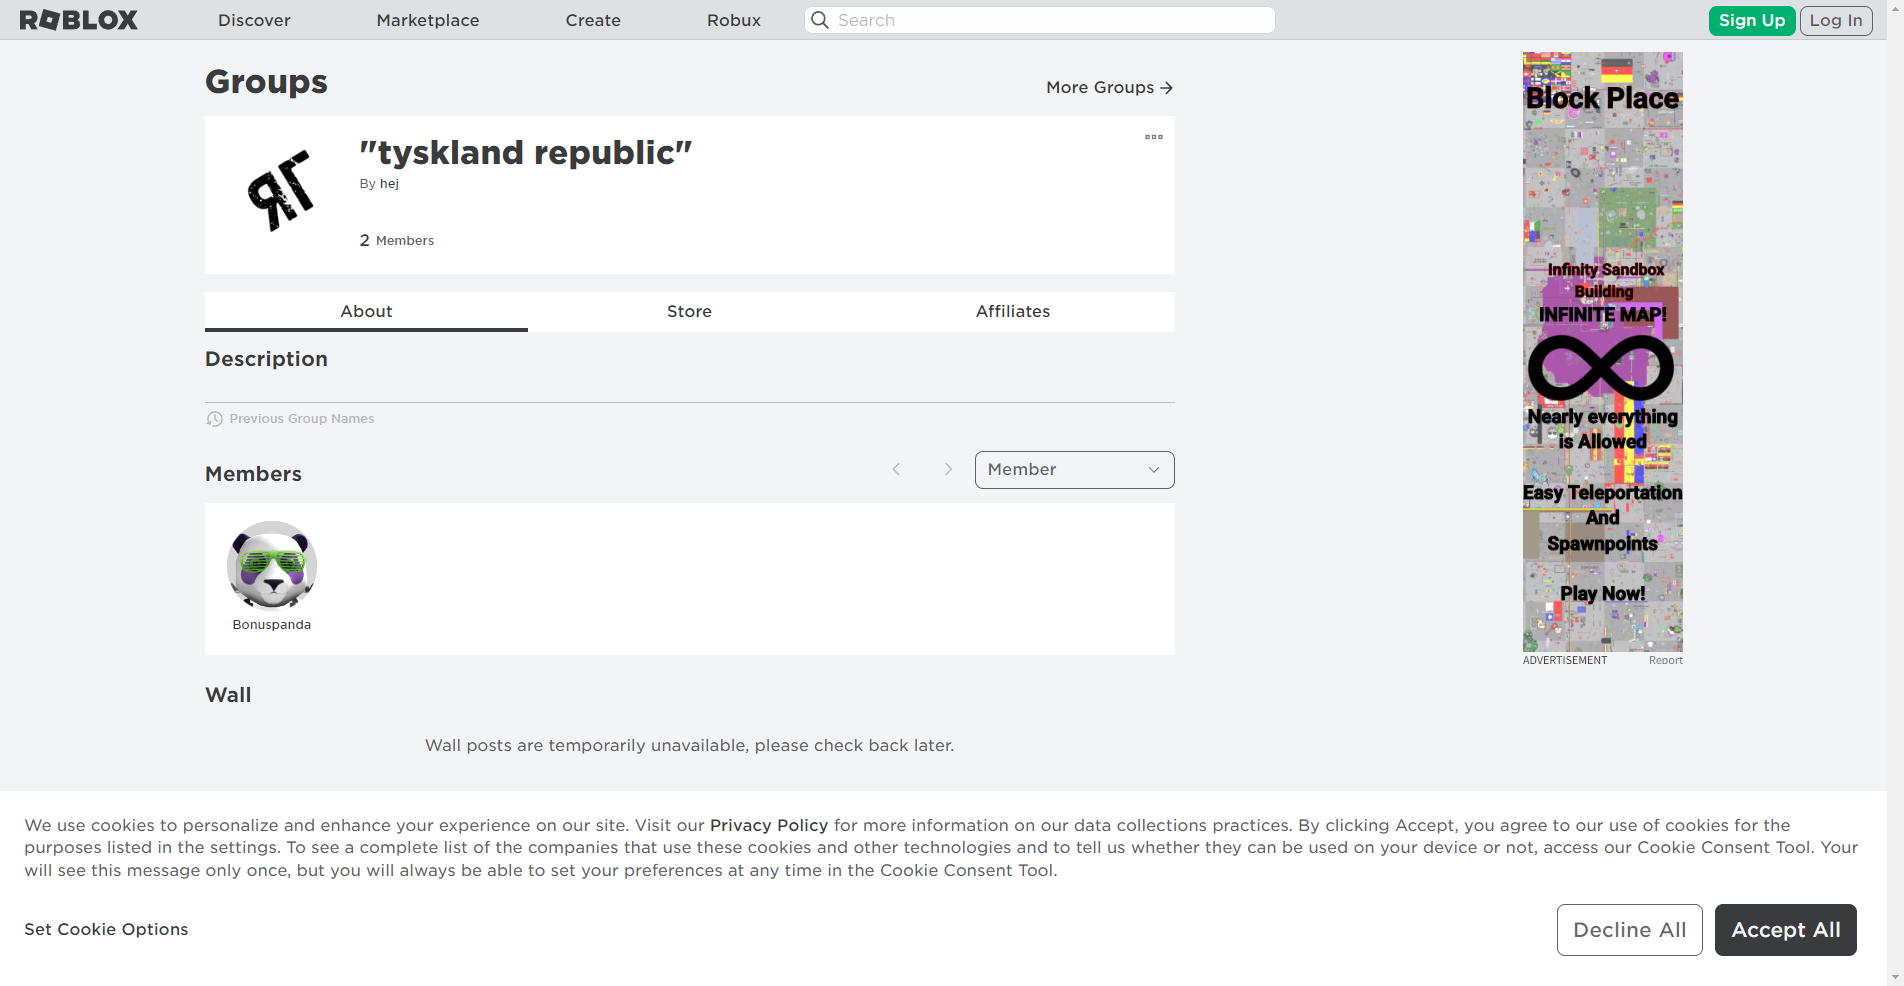 ROBLOX
Discover
Marketplace
Create
Robux
Search
Sign Up
Log In
Groups
More Groups
"tyskland republic"
By hej
2 Members
About
Store
Affiliates
Description
Previous Group Names
Members
Member
Bonuspanda
Wall
Wall posts are temporarily unavailable, please check back later.
Block Place
Infinity Sandbox
Building
INFINITE MAP!
Nearly everything
is Allowed
Easy Teleportation
And
Spawnpoints
Play Now!
ADVERTISEMENT
Report
We use cookies to personalize and enhance your experience on our site. Visit our Privacy Policy for more information on our data collections practices. By clicking Accept, you agree to our use of cookies for the
purposes listed in the settings. To see a complete list of the companies that use these cookies and other technologies and to tell us whether they can be used on your device or not, access our Cookie Consent Tool. Your
will see this message only once, but you will always be able to set your preferences at any time in the Cookie Consent Tool.
Set Cookie Options
Decline All
Accept All